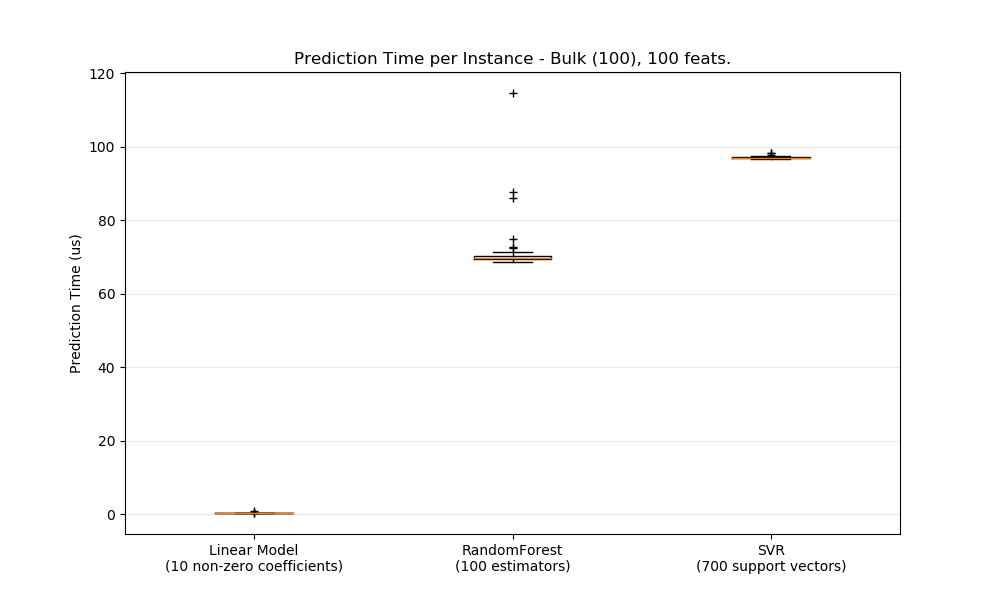 Prediction Time per Instance - Bulk (100), 100 feats.
120
100
80
60
40
20
0
Prediction Time (us)
Linear Model
(10 non-zero coefficients)
RandomForest
(100 estimators)
SVR
(700 support vectors)